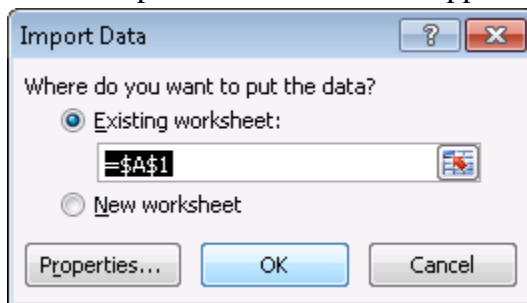 Import Data
Where do you want to put the data?
Existing worksheet:
=$A$1
New worksheet
Properties...
OK
Cancel